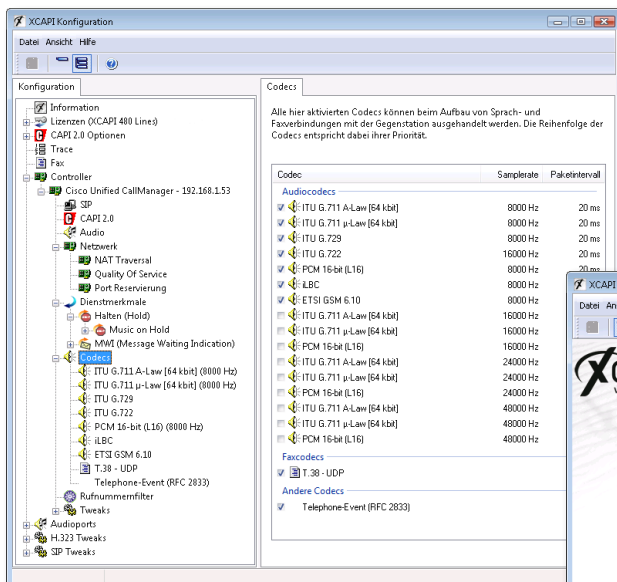 XCAPI Konfiguration
Datei Ansicht Hilfe
Konfiguration
Information
Lizenzen (XCAPI 480 Lines)
CAPI 2.0 Optionen
Trace
Fax
Controller
Cisco Unified CallManager - 192.168.1.53
SIP
CAPI 2.0
Audio
Netzwerk
NAT Traversal
Quality Of Service
Port Reservierung
Dienstmerkmale
Halten (Hold)
Music on Hold
MWI (Message Waiting Indication)
Codecs
ITU G.711 A-Law [64 kbit] (8000 Hz)
ITU G.711 µ-Law [64 kbit] (8000 Hz)
ITU G.729
ITU G.722
PCM 16-bit (L16) (8000 Hz)
iLBC
ETSI GSM 6.10
T.38 - UDP
Telephone-Event (RFC 2833)
Rufnummernfilter
Tweaks
Audioports
H.323 Tweaks
SIP Tweaks
Codecs
Alle hier aktivierten Codecs können beim Aufbau von Sprach- und
Faxverbindungen mit der Gegenstation ausgehandelt werden. Die Reihenfolge der
Codecs entspricht dabei ihrer Priorität.
Codec Samplerate Paketintervall
Audiocodecs
ITU G.711 A-Law [64 kbit] 8000 Hz 20 ms
ITU G.711 µ-Law [64 kbit] 8000 Hz 20 ms
ITU G.729 8000 Hz 20 ms
ITU G.722 16000 Hz 20 ms
PCM 16-bit (L16) 8000 Hz 20 ms
iLBC 8000 Hz
ETSI GSM 6.10 8000 Hz
ITU G.711 A-Law [64 kbit] 16000 Hz
ITU G.711 µ-Law [64 kbit] 16000 Hz
PCM 16-bit (L16) 16000 Hz
ITU G.711 A-Law [64 kbit] 24000 Hz
ITU G.711 µ-Law [64 kbit] 24000 Hz
PCM 16-bit (L16) 24000 Hz
ITU G.711 A-Law [64 kbit] 48000 Hz
ITU G.711 µ-Law [64 kbit] 48000 Hz
PCM 16-bit (L16) 48000 Hz
Faxcodecs
T.38 - UDP
Andere Codecs
Telephone-Event (RFC 2833)
XCAPI
Datei An
XC